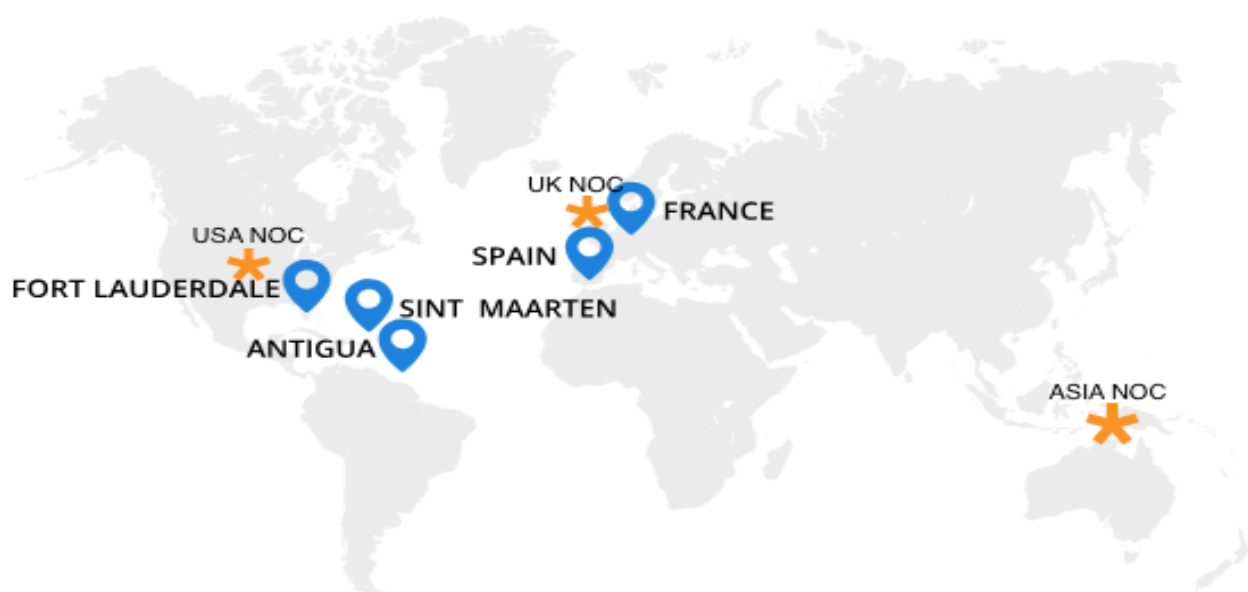 UK NOC
FRANCE
USA NOC
SPAIN
FORT LAUDERDALE
SINT MAARTEN
ANTIGUA
ASIA NOC